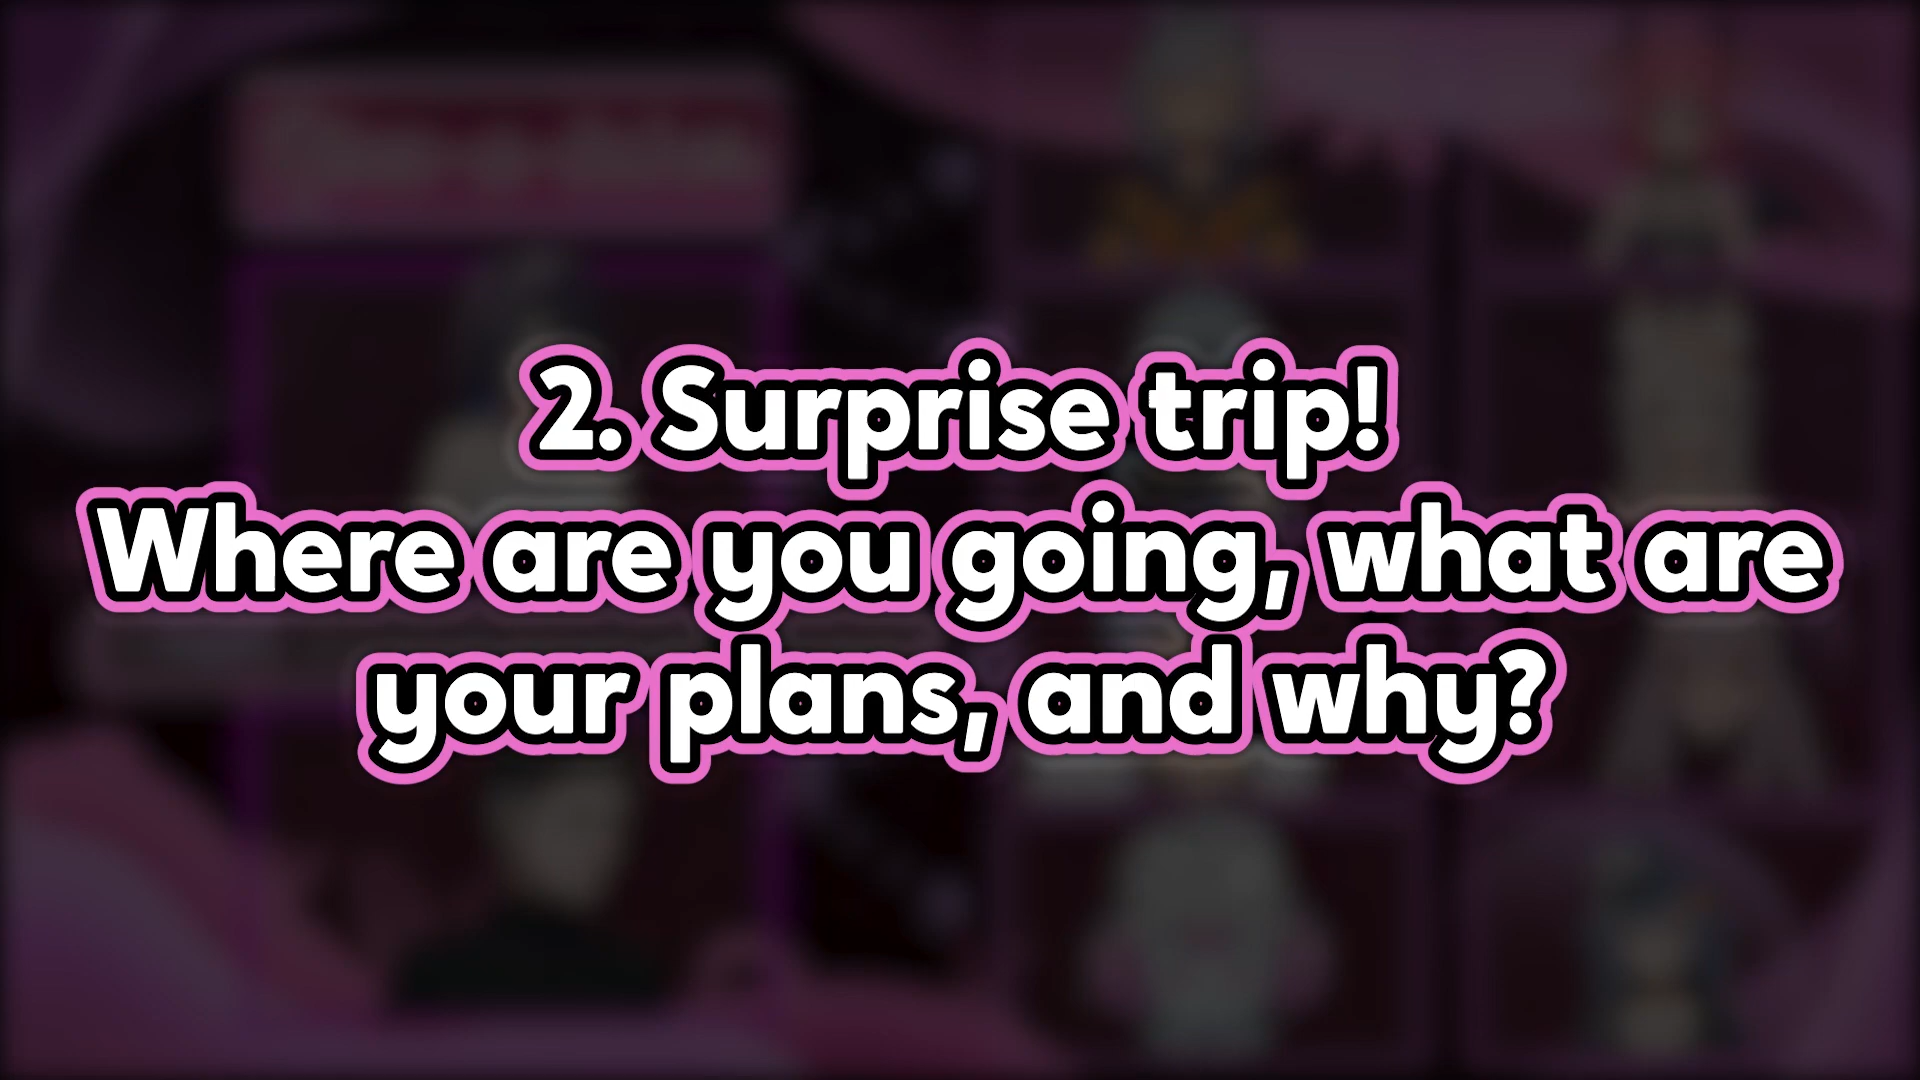 2. Surprise trip!
Where are you going, what are
your plans, and why?